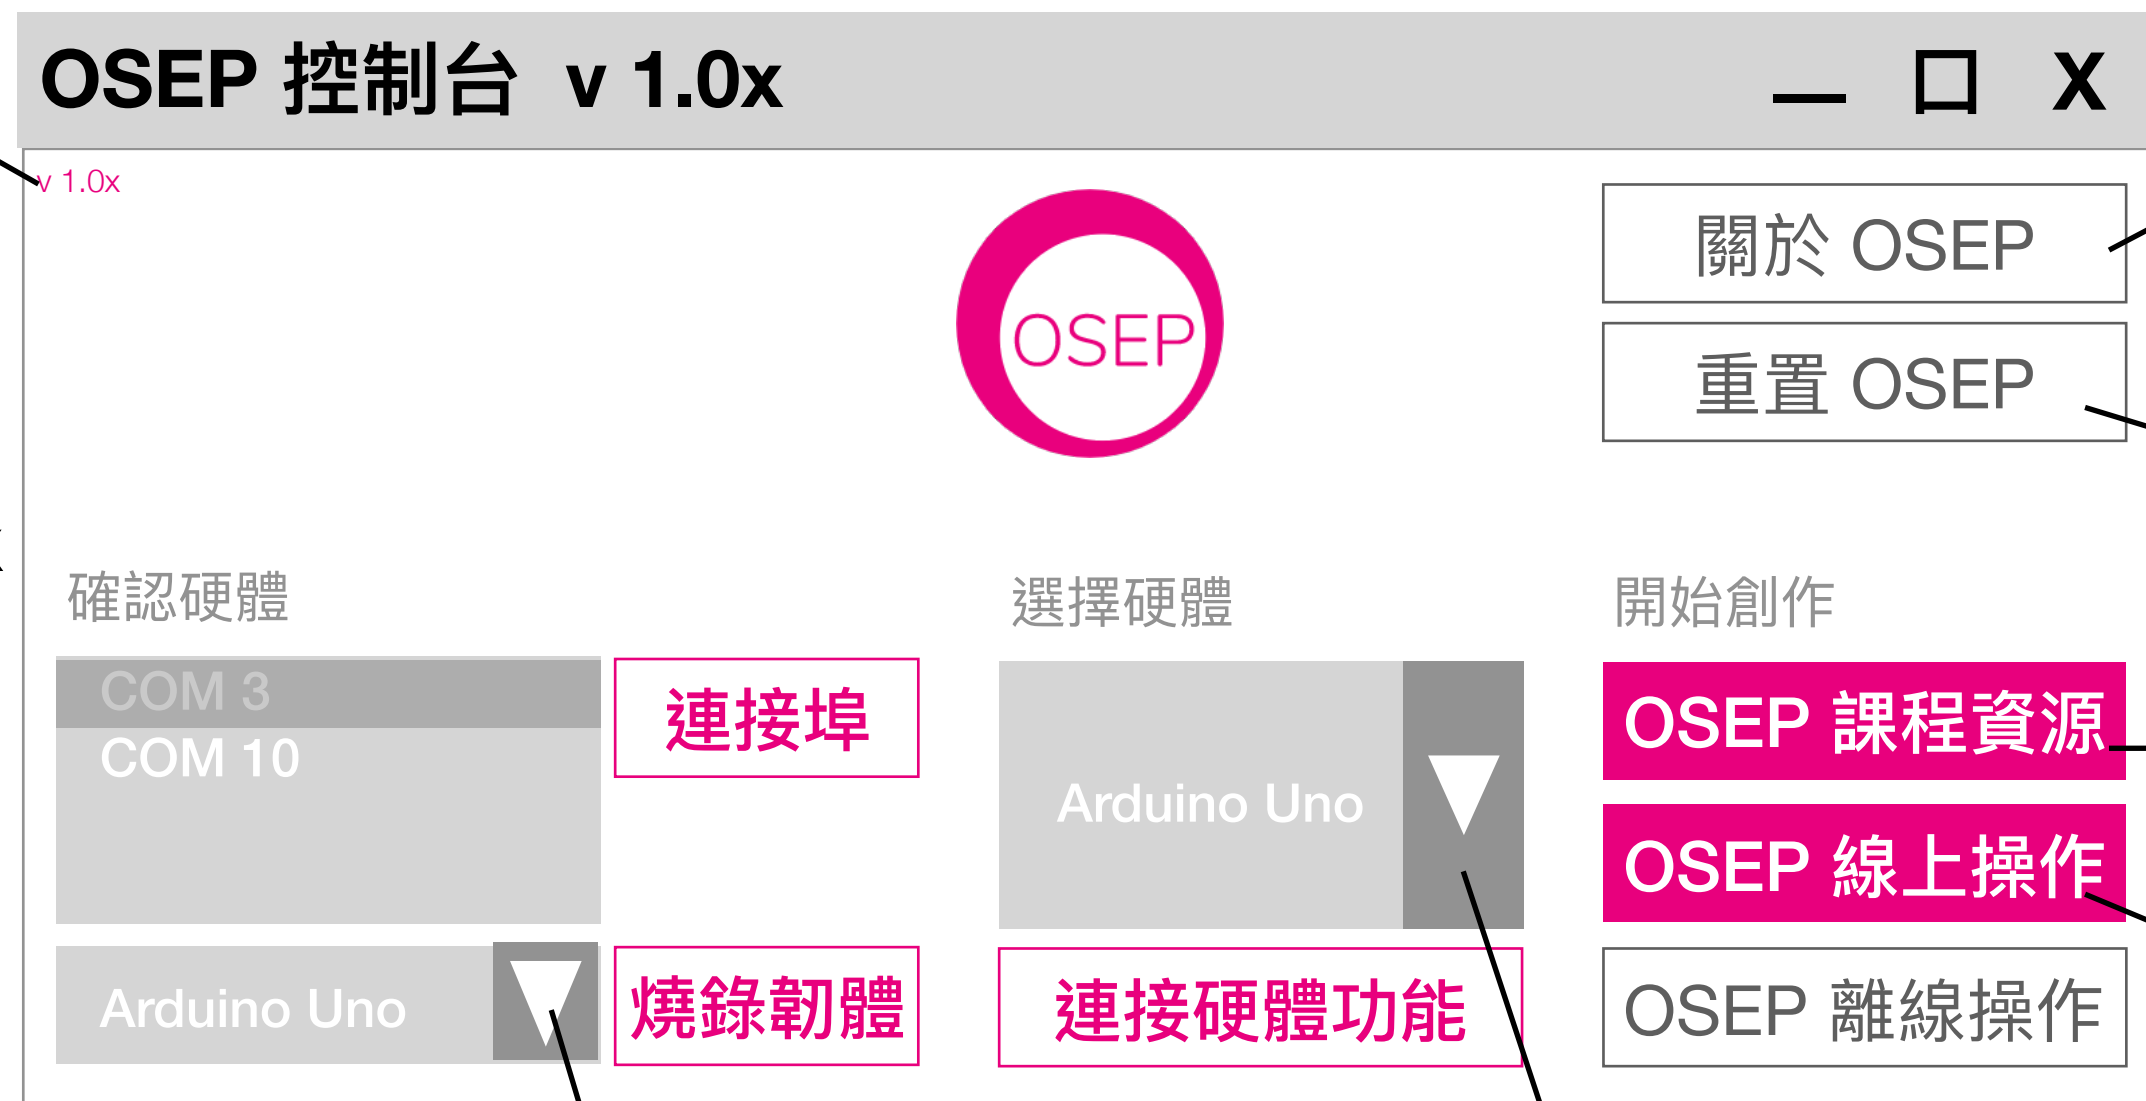 OSEP 控制台 v 1.0x
X
v 1.0x
OSEP
關於 OSEP
重置 OSEP
確認硬體
選擇硬體
開始創作
COM 3
COM 10
連接埠
Arduino Uno
OSEP 課程資源
OSEP 線上操作
Arduino Uno
燒錄韌體
連接硬體功能
OSEP 離線操作